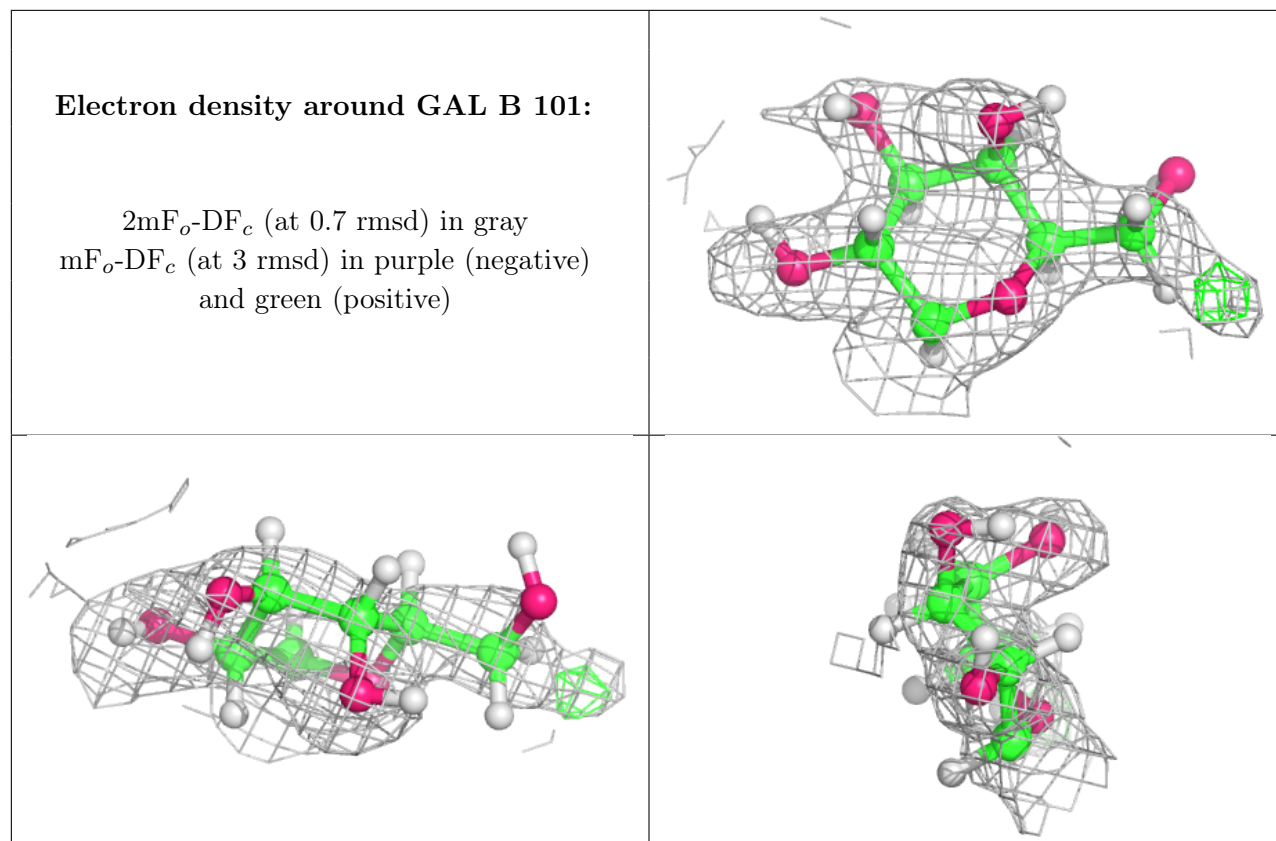 Electron density around GAL B 101:
2mFₒ-DF𝒸 (at 0.7 rmsd) in gray
mFₒ-DF𝒸 (at 3 rmsd) in purple (negative)
and green (positive)